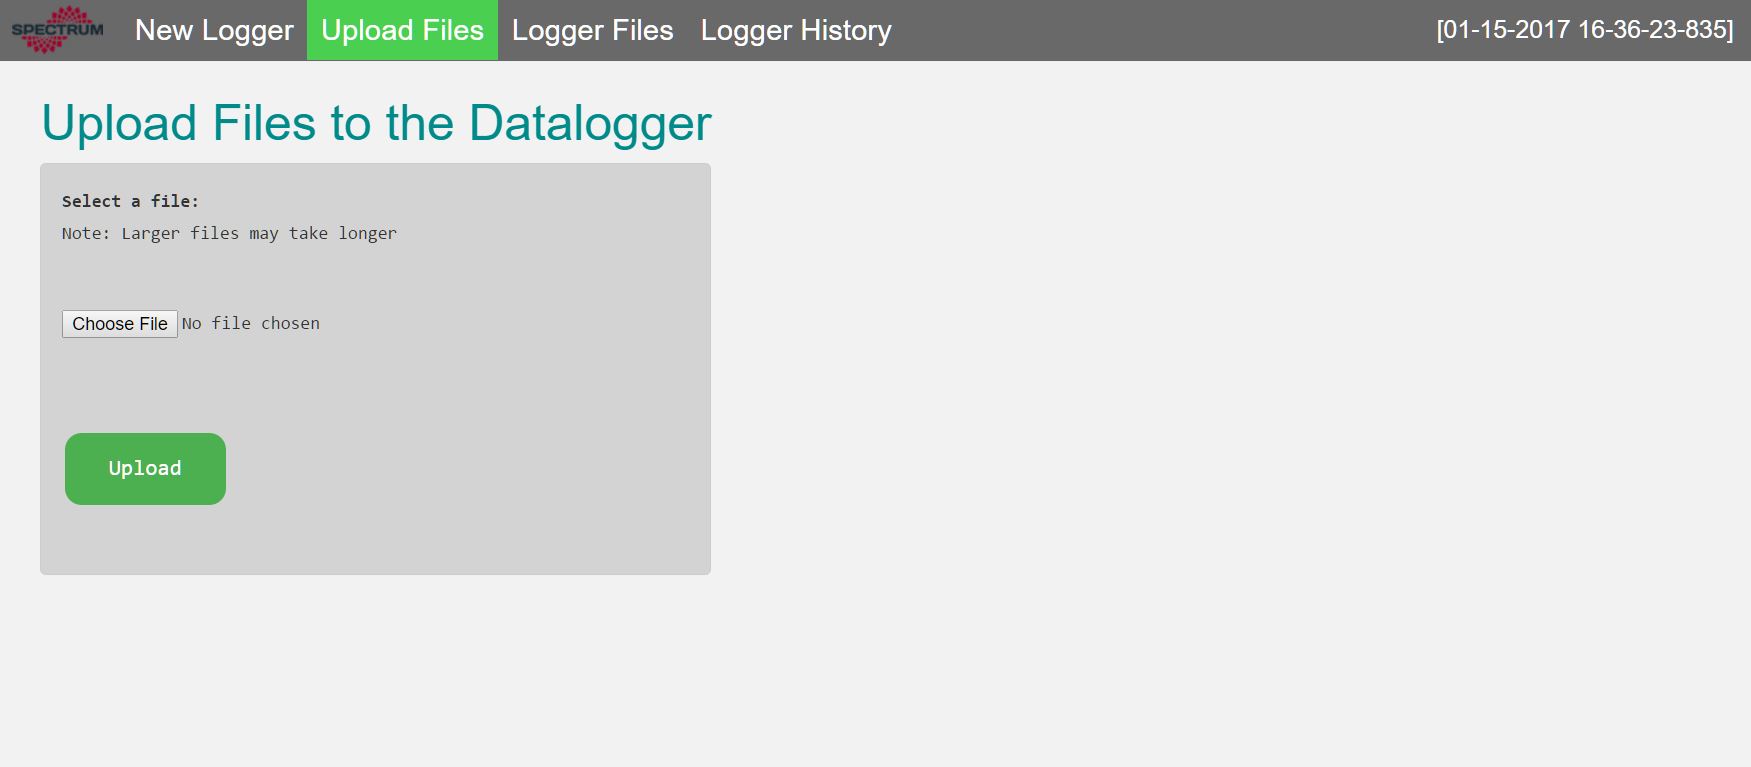 SPECTRUM
New Logger Upload Files Logger Files Logger History [01-15-2017 16-36-23-835]
Upload Files to the Datalogger
Select a file:
Note: Larger files may take longer
Choose File No file chosen
Upload